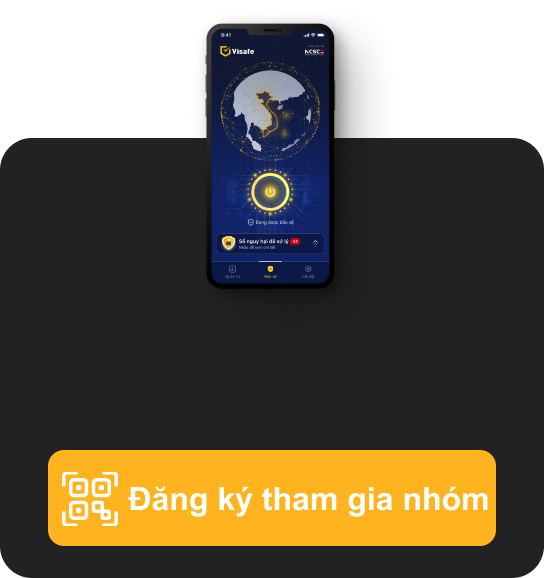 9:41
Visafe
NCSC
Đang được bảo vệ
Số nguy hại đã xử lý 34
Nhấn để xem chi tiết
Quản trị
Bảo vệ
Cài đặt
Đăng ký tham gia nhóm